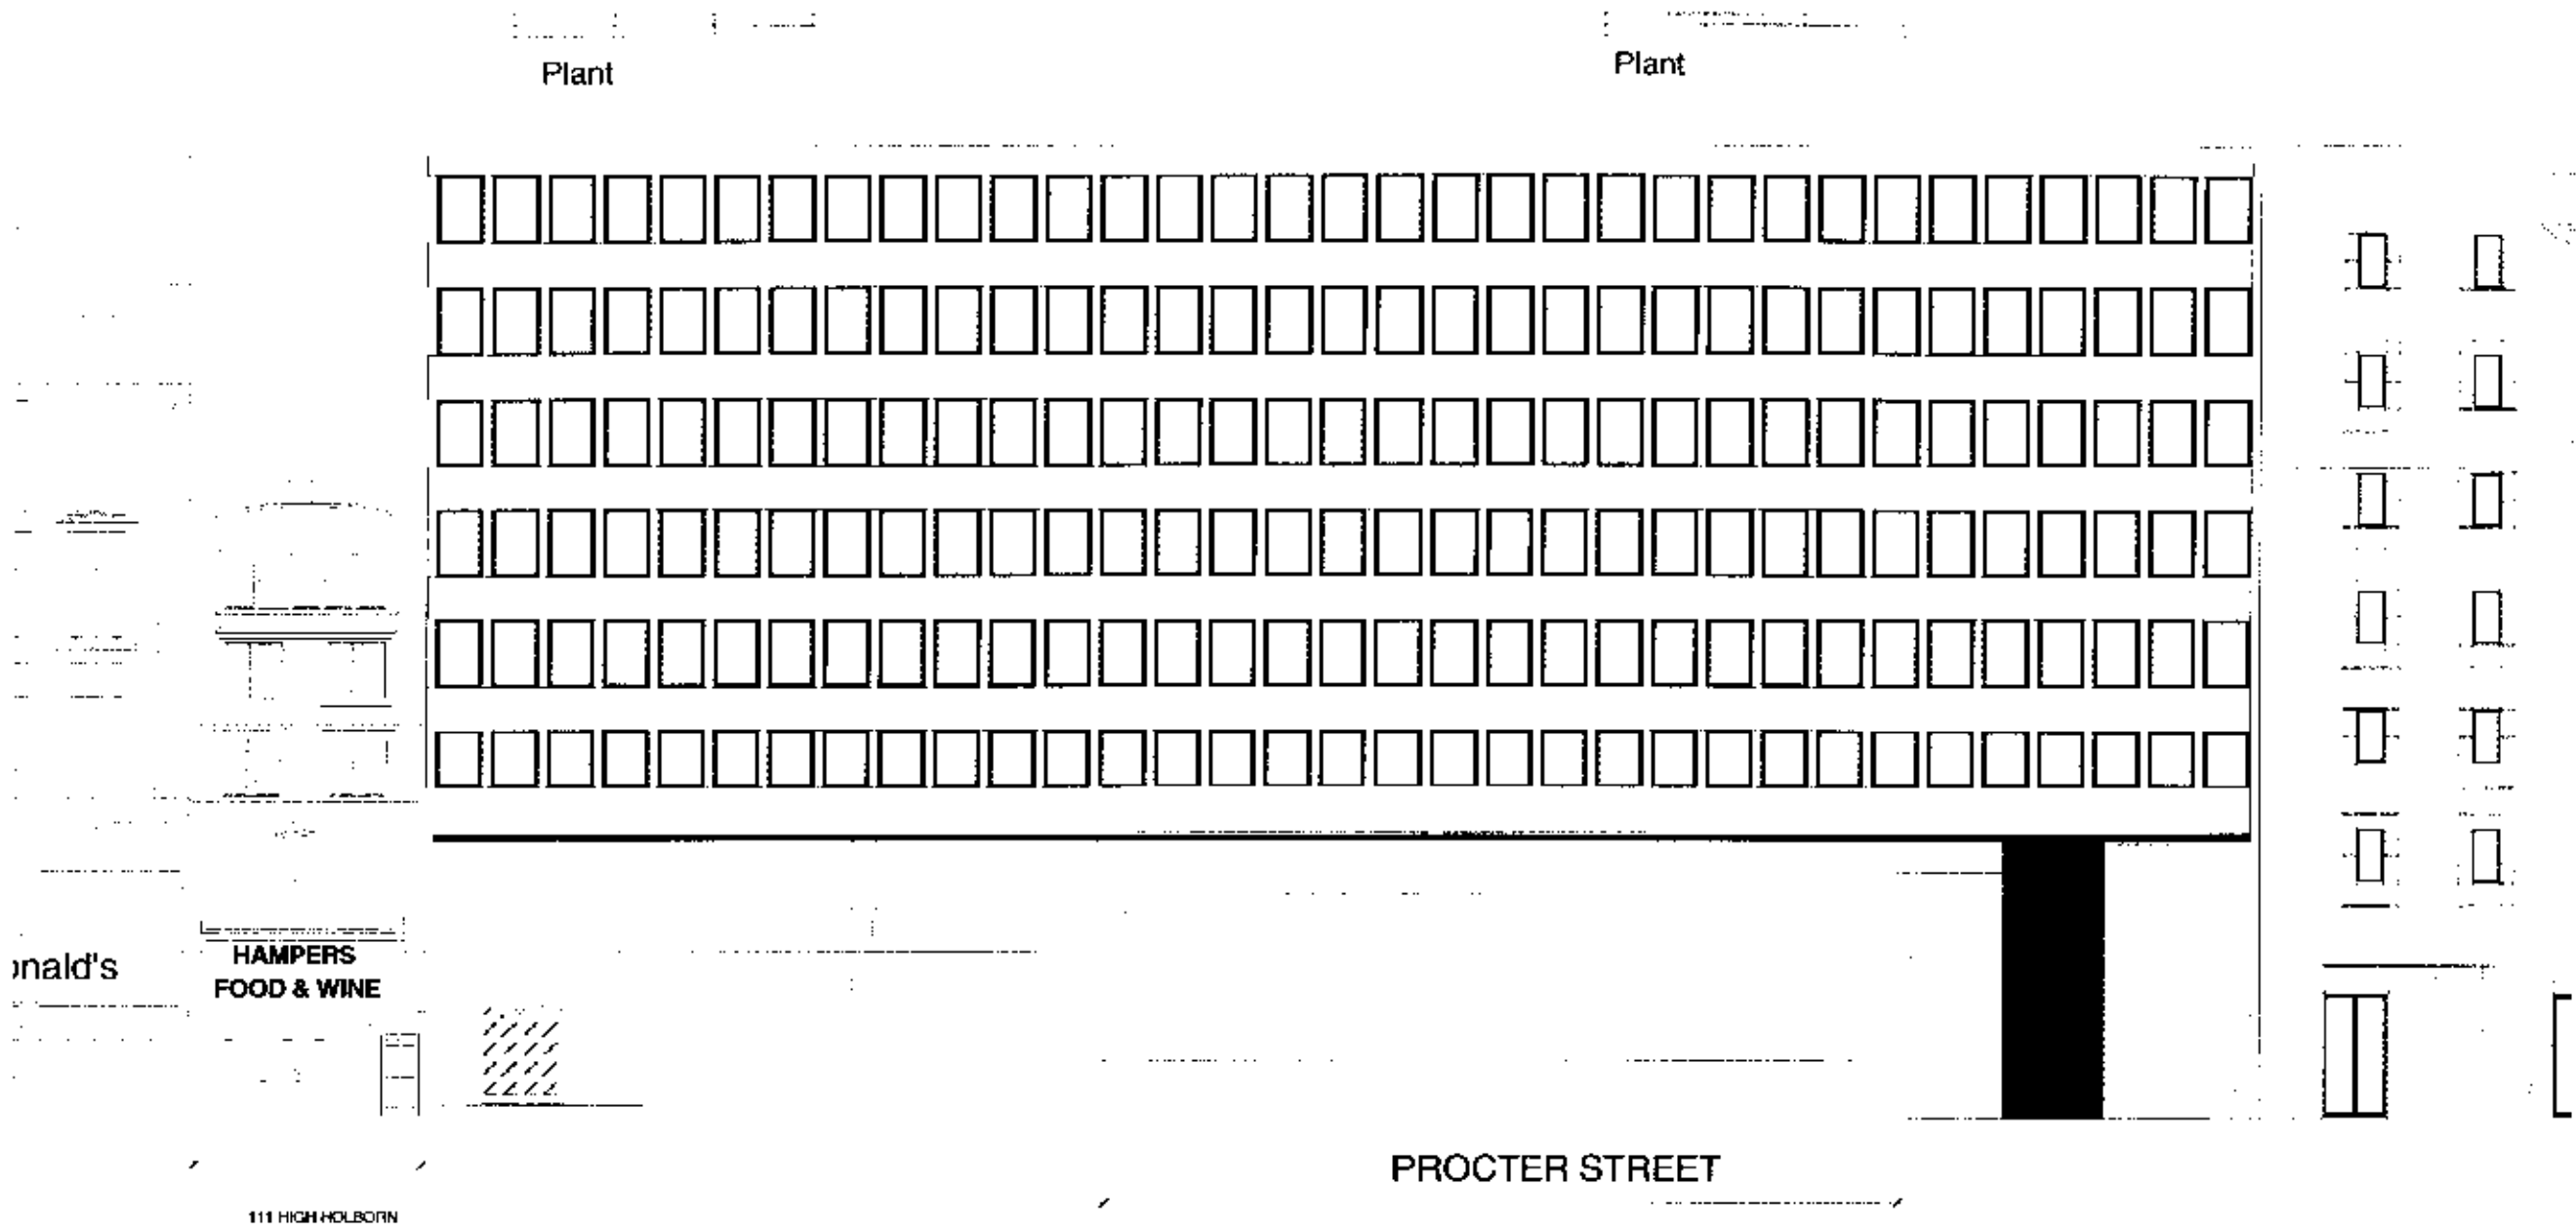 Plant
Plant
onald's
HAMPERS
FOOD & WINE
PROCTER STREET
111 HIGH HOLBORN